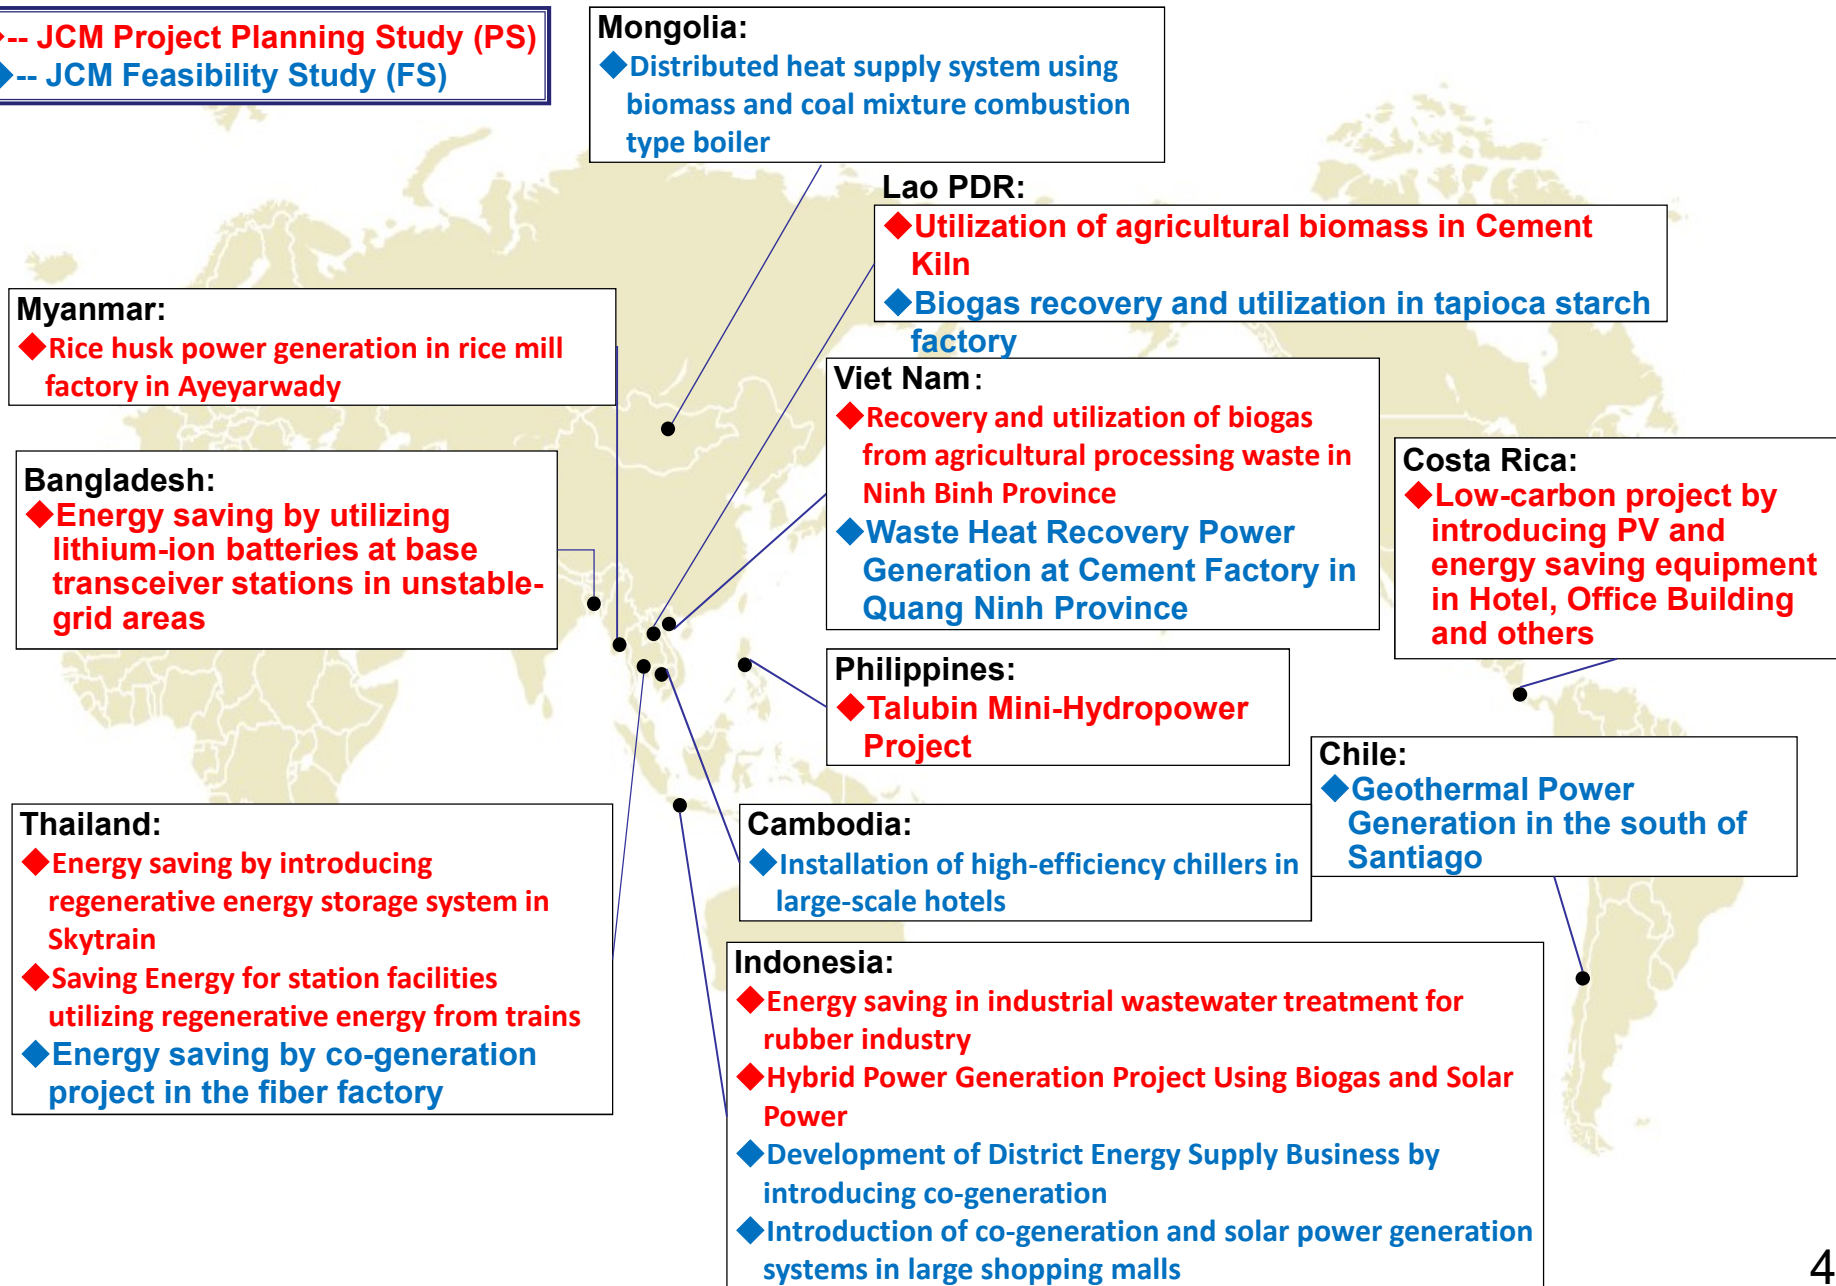 ◆-- JCM Project Planning Study (PS)
◆-- JCM Feasibility Study (FS)
Mongolia:
◆Distributed heat supply system using
biomass and coal mixture combustion
type boiler
Lao PDR:
◆Utilization of agricultural biomass in Cement
Kiln
◆Biogas recovery and utilization in tapioca starch
factory
Myanmar:
◆Rice husk power generation in rice mill
factory in Ayeyarwady
Viet Nam:
◆Recovery and utilization of biogas
from agricultural processing waste in
Ninh Binh Province
◆Waste Heat Recovery Power
Generation at Cement Factory in
Quang Ninh Province
Costa Rica:
◆Low-carbon project by
introducing PV and
energy saving equipment
in Hotel, Office Building
and others
Bangladesh:
◆Energy saving by utilizing
lithium-ion batteries at base
transceiver stations in unstable-
grid areas
Philippines:
◆Talubin Mini-Hydropower
Project
Chile:
◆Geothermal Power
Generation in the south of
Santiago
Thailand:
◆Energy saving by introducing
regenerative energy storage system in
Skytrain
◆Saving Energy for station facilities
utilizing regenerative energy from trains
◆Energy saving by co-generation
project in the fiber factory
Cambodia:
◆Installation of high-efficiency chillers in
large-scale hotels
Indonesia:
◆Energy saving in industrial wastewater treatment for
rubber industry
◆Hybrid Power Generation Project Using Biogas and Solar
Power
◆Development of District Energy Supply Business by
introducing co-generation
◆Introduction of co-generation and solar power generation
systems in large shopping malls
4